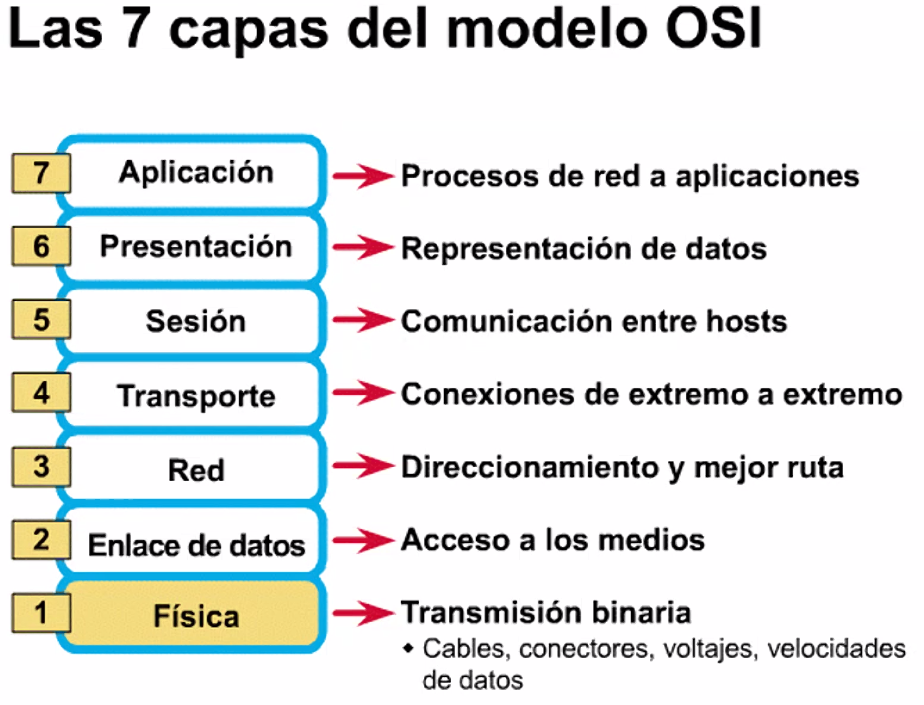 Las 7 capas del modelo OSI
7 Aplicación Procesos de red a aplicaciones
6 Presentación Representación de datos
5 Sesión Comunicación entre hosts
4 Transporte Conexiones de extremo a extremo
3 Red Direccionamiento y mejor ruta
2 Enlace de datos Acceso a los medios
1 Física Transmisión binaria
◆ Cables, conectores, voltajes, velocidades
de datos